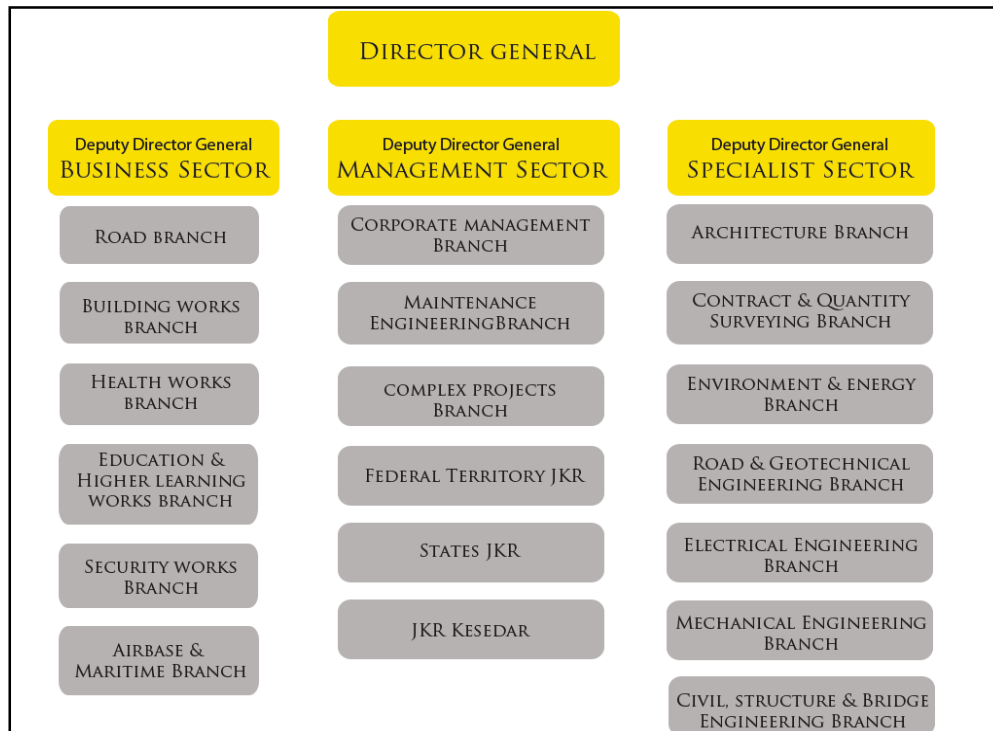 Director general
Deputy Director General
Business Sector
Road branch
Building works
branch
Health works
branch
Education &
Higher learning
works branch
Security works
Branch
Airbase &
Maritime Branch
Deputy Director General
Management Sector
Corporate management
Branch
Maintenance
EngineeringBranch
complex projects
Branch
Federal Territory JKR
States JKR
JKR Kesedar
Deputy Director General
Specialist Sector
Architecture Branch
Contract & Quantity
Surveying Branch
Environment & energy
Branch
Road & Geotechnical
Engineering Branch
Electrical Engineering
Branch
Mechanical Engineering
Branch
Civil, structure & Bridge
Engineering Branch